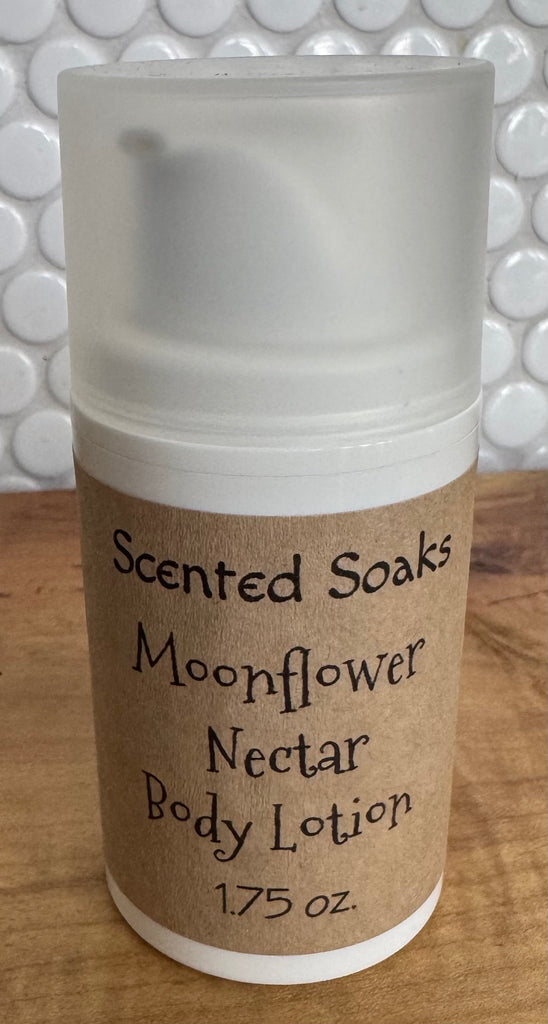 Scented Soaks
Moonflower
Nectar
Body Lotion
1.75 oz.